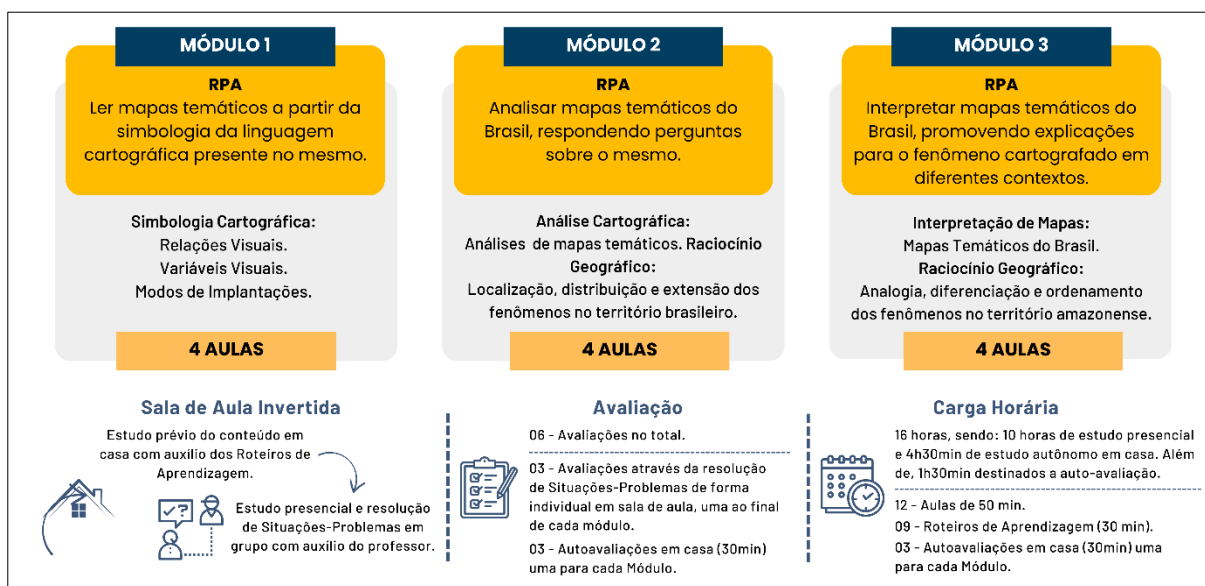 MÓDULO 1
RPA
Ler mapas temáticos a partir da
simbologia da linguagem
cartográfica presente no mesmo.
Simbologia Cartográfica:
Relações Visuais.
Variáveis Visuais.
Modos de Implantações.
4 AULAS
MÓDULO 2
RPA
Analisar mapas temáticos do
Brasil, respondendo perguntas
sobre o mesmo.
Análise Cartográfica:
Análises de mapas temáticos. Raciocínio
Geográfico:
Localização, distribuição e extensão dos
fenômenos no território brasileiro.
4 AULAS
MÓDULO 3
RPA
Interpretar mapas temáticos do
Brasil, promovendo explicações
para o fenômeno cartografado em
diferentes contextos.
Interpretação de Mapas:
Mapas Temáticos do Brasil.
Raciocínio Geográfico:
Analogia, diferenciação e ordenamento
dos fenômenos no território amazonense.
4 AULAS
Sala de Aula Invertida
Estudo prévio do conteúdo em
casa com auxílio dos Roteiros de
Aprendizagem.
Estudo presencial e resolução
de Situações-Problemas em
grupo com auxílio do professor.
Avaliação
06 - Avaliações no total.
03 - Avaliações através da resolução
de Situações-Problemas de forma
individual em sala de aula, uma ao final
de cada módulo.
03 - Autoavaliações em casa (30min)
uma para cada Módulo.
Carga Horária
16 horas, sendo: 10 horas de estudo presencial
e 4h30min de estudo autônomo em casa. Além
de, 1h30min destinados a auto-avaliação.
12 - Aulas de 50 min.
09 - Roteiros de Aprendizagem (30 min).
03 - Autoavaliações em casa (30min) uma
para cada Módulo.